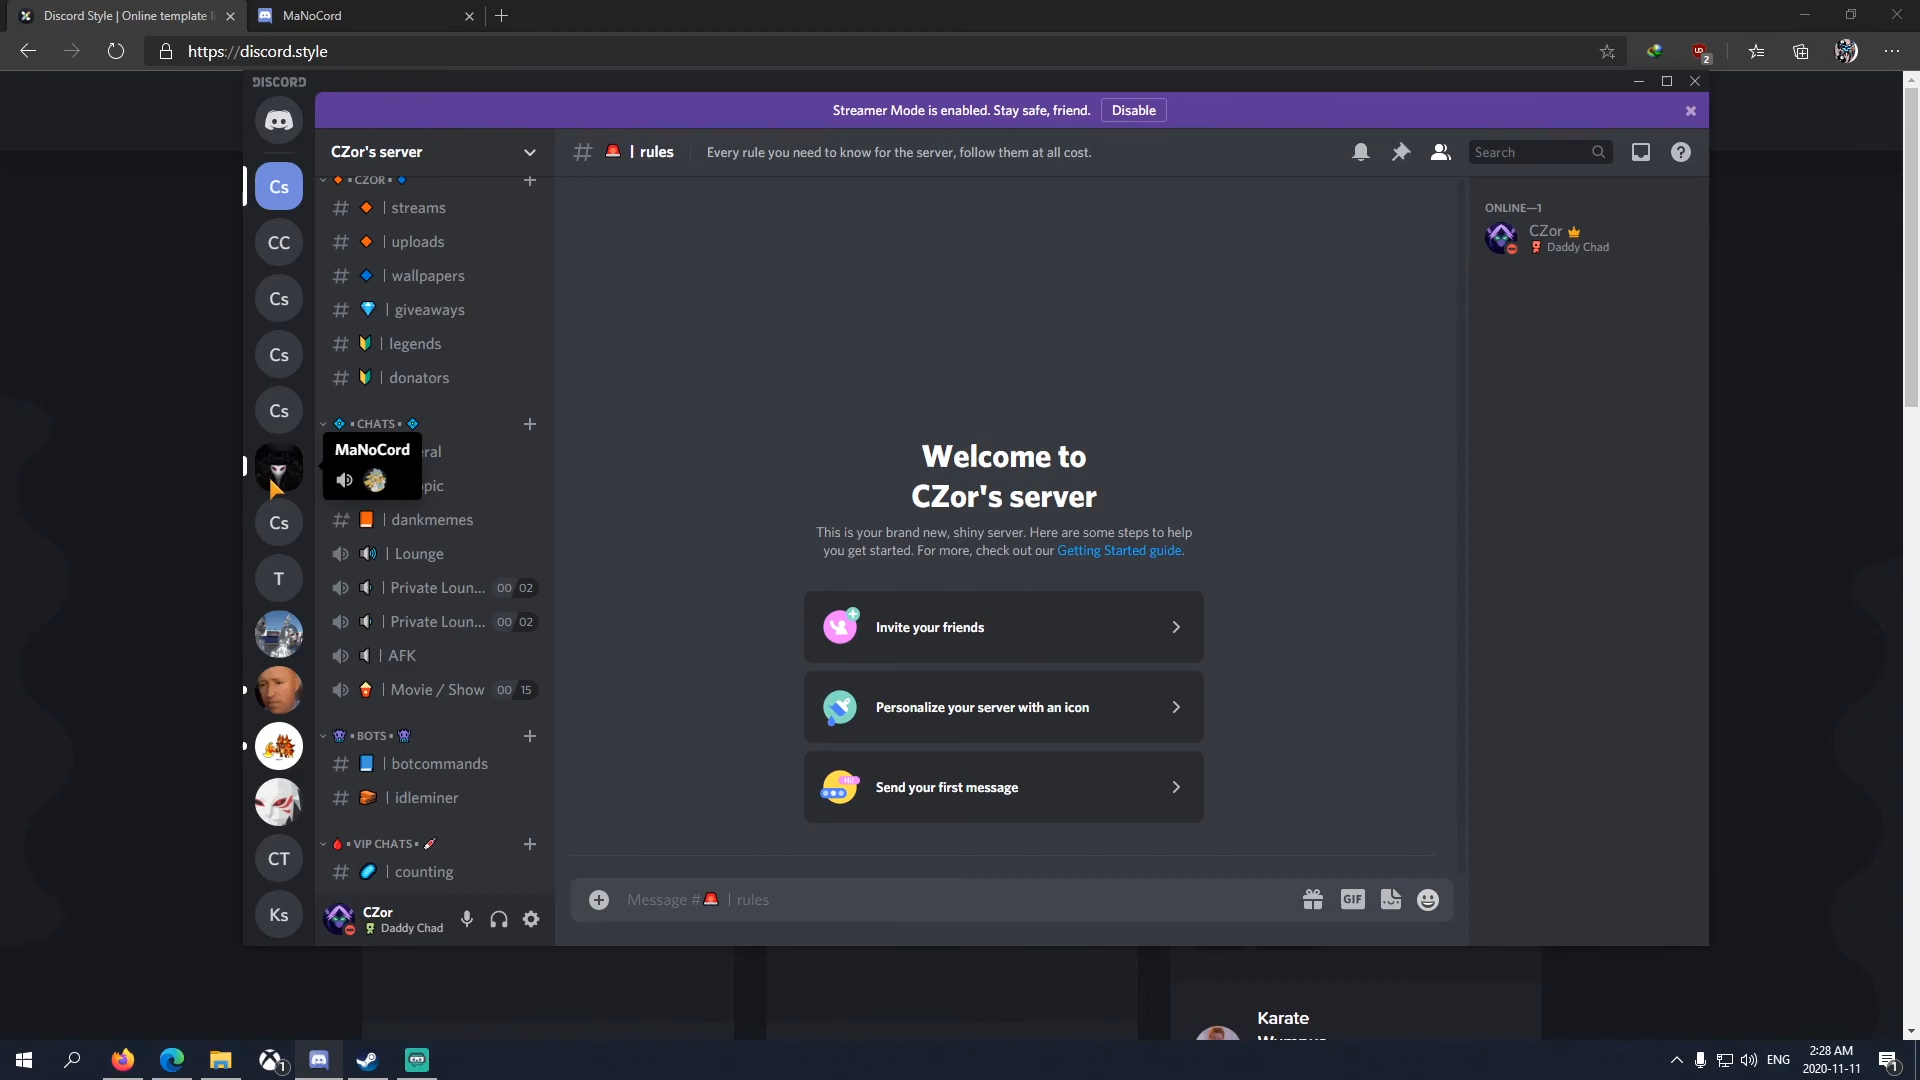 Discord Style | Online template li
MaNoCord
https://discord.style
2
DISCORD
Streamer Mode is enabled. Stay safe, friend.
Disable
CZor's server
# | rules
Every rule you need to know for the server, follow them at all cost.
Search
Cs
CC
Cs
Cs
Cs
Cs
T
CT
Ks
CZOR
| streams
| uploads
| wallpapers
| giveaways
| legends
| donators
CHATS
MaNoCord
eral
pic
| dankmemes
| Lounge
| Private Loun... 00 02
| Private Loun... 00 02
| AFK
| Movie / Show 00 15
BOTS
| botcommands
| idleminer
VIP CHATS
| counting
CZor
Daddy Chad
Welcome to
CZor's server
This is your brand new, shiny server. Here are some steps to help
you get started. For more, check out our Getting Started guide.
Invite your friends
Personalize your server with an icon
Send your first message
Message # | rules
GIF
ONLINE—1
CZor
Daddy Chad
Karate
1
ENG
2:28 AM
2020-11-11
1